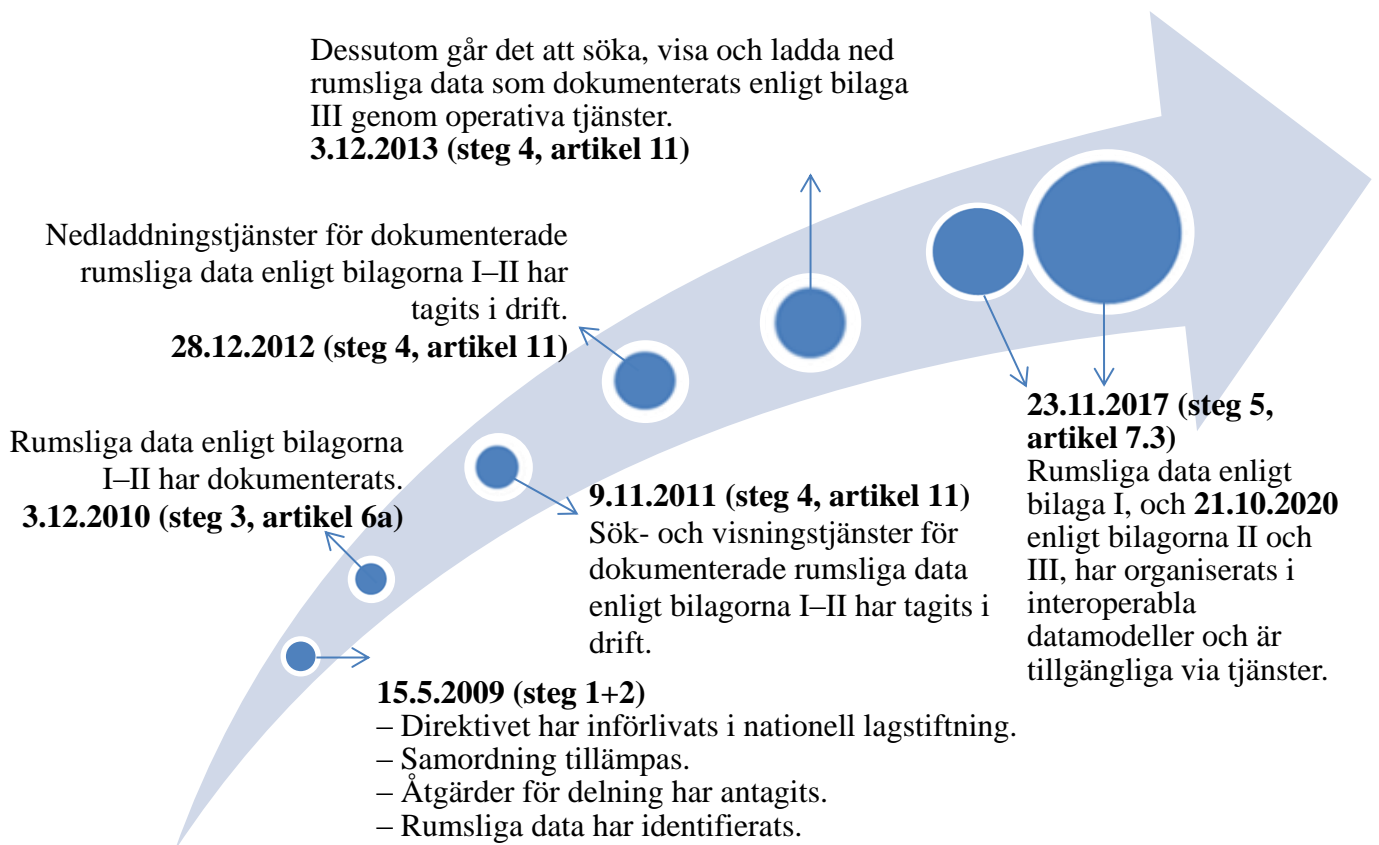 Dessutom går det att söka, visa och ladda ned
rumsliga data som dokumenterats enligt bilaga
III genom operativa tjänster.
3.12.2013 (steg 4, artikel 11)
Nedladdningstjänster för dokumenterade
rumsliga data enligt bilagorna I–II har
tagits i drift.
28.12.2012 (steg 4, artikel 11)
Rumsliga data enligt bilagorna
I–II har dokumenterats.
3.12.2010 (steg 3, artikel 6a)
9.11.2011 (steg 4, artikel 11)
Sök- och visningstjänster för
dokumenterade rumsliga data
enligt bilagorna I–II har tagits i
drift.
23.11.2017 (steg 5,
artikel 7.3)
Rumsliga data enligt
bilaga I, och 21.10.2020
enligt bilagorna II och
III, har organiserats i
interoperabla
datamodeller och är
tillgängliga via tjänster.
15.5.2009 (steg 1+2)
– Direktivet har införlivats i nationell lagstiftning.
– Samordning tillämpas.
– Åtgärder för delning har antagits.
– Rumsliga data har identifierats.